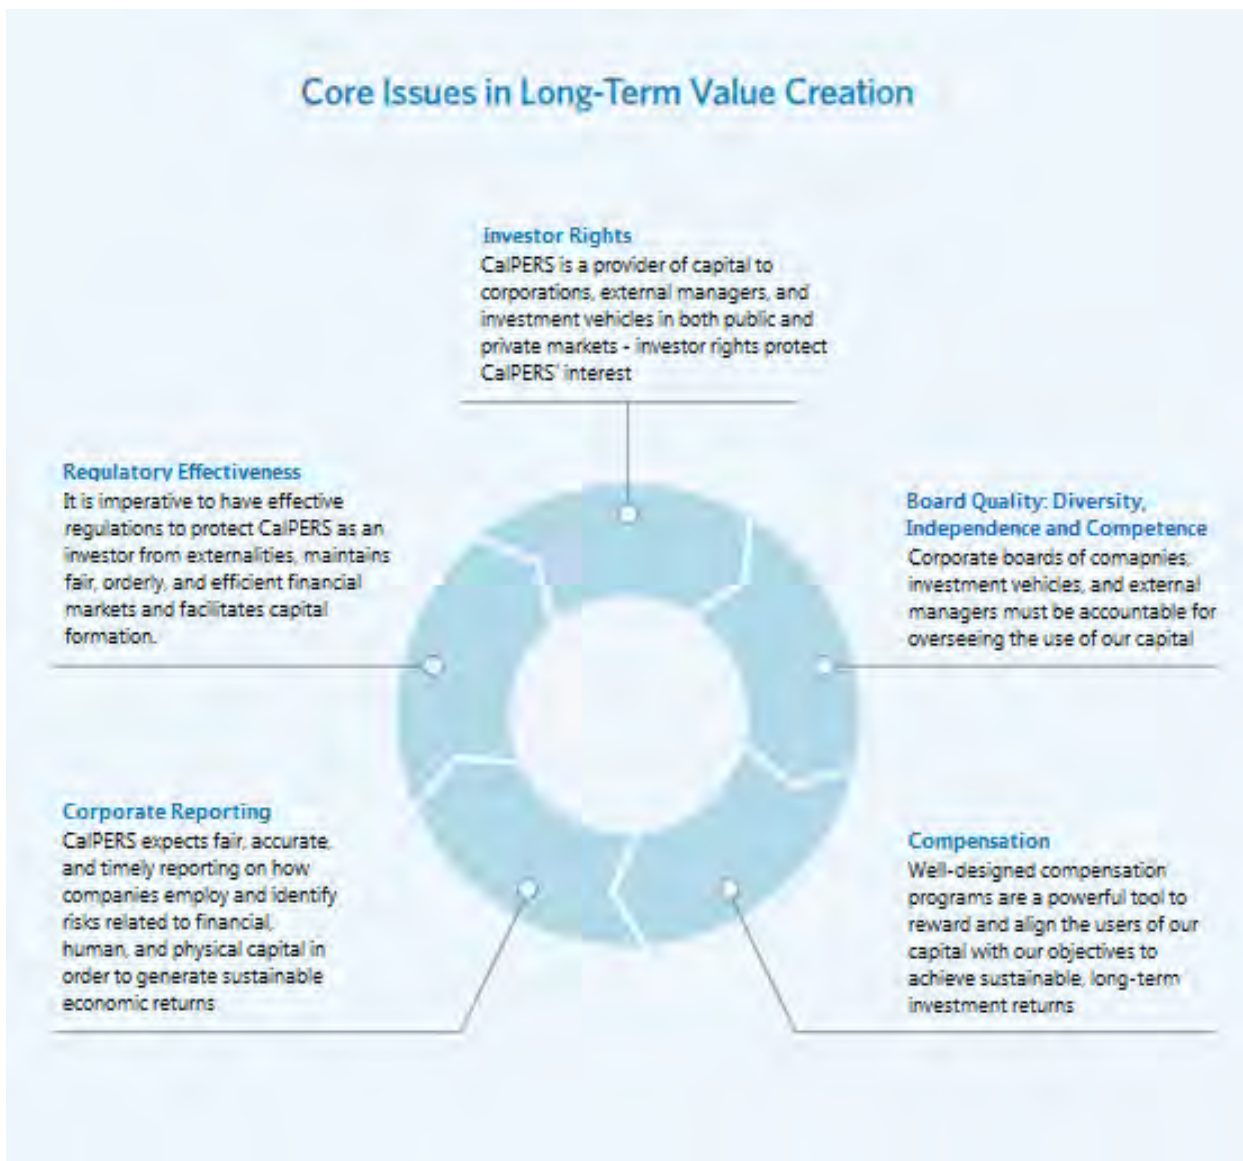 Core Issues in Long-Term Value Creation
Investor Rights
CalPERS is a provider of capital to
corporations, external managers, and
investment vehicles in both public and
private markets - investor rights protect
CalPERS' interest
Regulatory Effectiveness
It is imperative to have effective
regulations to protect CalPERS as an
investor from externalities, maintains
fair, orderly, and efficient financial
markets and facilitates capital
formation.
Board Quality: Diversity,
Independence and Competence
Corporate boards of comapnies,
investment vehicles, and external
managers must be accountable for
overseeing the use of our capital
Corporate Reporting
CalPERS expects fair, accurate,
and timely reporting on how
companies employ and identify
risks related to financial,
human, and physical capital in
order to generate sustainable
economic returns
Compensation
Well-designed compensation
programs are a powerful tool to
reward and align the users of our
capital with our objectives to
achieve sustainable, long-term
investment returns